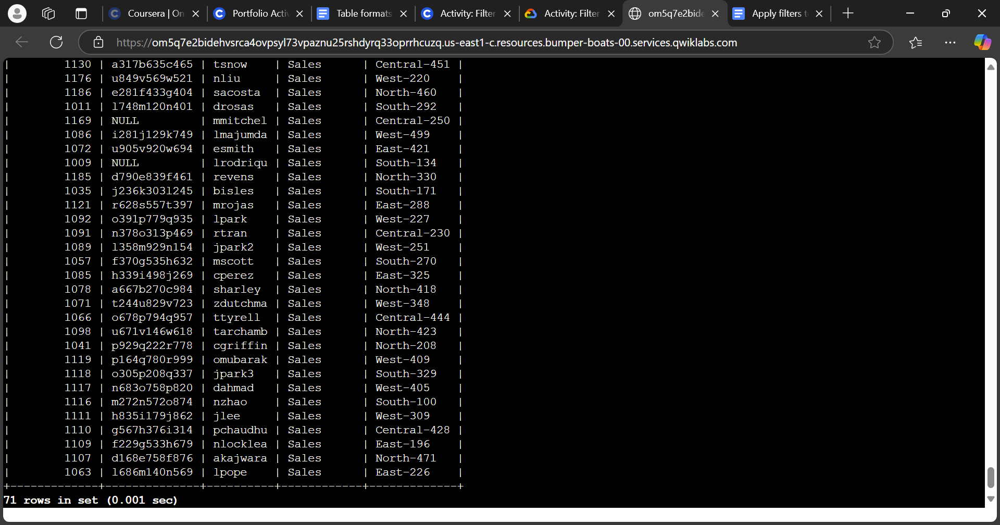 Coursera | On
Portfolio Activ
Table formats
Activity: Filter
Activity: Filter
om5q7e2bide
Apply filters t
https://om5q7e2bidehvsrca4ovpsyl73vpaznu25rshdyrq33oprrhcuzq.us-east1-c.resources.bumper-boats-00.services.qwiklabs.com
| 1130 | a317b635c465 | tsnow | Sales | Central-451 |
| 1176 | u849v569w521 | nliu | Sales | West-220 |
| 1186 | e281f433g404 | sacosta | Sales | North-460 |
| 1011 | l748m120n401 | drosas | Sales | South-292 |
| 1169 | NULL | mmitchel | Sales | Central-250 |
| 1086 | i281j129k749 | lmajumda | Sales | West-499 |
| 1072 | u905v920w694 | esmith | Sales | East-421 |
| 1009 | NULL | lrodriqu | Sales | South-134 |
| 1185 | d790e839f461 | revens | Sales | North-330 |
| 1035 | j236k303l245 | bisles | Sales | South-171 |
| 1121 | r628s557t397 | mrojas | Sales | East-288 |
| 1092 | o391p779q935 | lpark | Sales | West-227 |
| 1091 | n378o313p469 | rtran | Sales | Central-230 |
| 1089 | l358m929n154 | jpark2 | Sales | West-251 |
| 1057 | f370g535h632 | mscott | Sales | South-270 |
| 1085 | h339i498j269 | cperez | Sales | East-325 |
| 1078 | a667b270c984 | sharley | Sales | North-418 |
| 1071 | t244u829v723 | zdutchma | Sales | West-348 |
| 1066 | o678p794q957 | ttyrell | Sales | Central-444 |
| 1098 | u671v146w618 | tarchamb | Sales | North-423 |
| 1041 | p929q222r778 | cgriffin | Sales | North-208 |
| 1119 | p164q780r999 | omubarak | Sales | West-409 |
| 1118 | o305p208q337 | jpark3 | Sales | South-329 |
| 1117 | n683o758p820 | dahmad | Sales | West-405 |
| 1116 | m272n572o874 | nzhao | Sales | South-100 |
| 1111 | h835i179j862 | jlee | Sales | West-309 |
| 1110 | g567h376i314 | pchaudhu | Sales | Central-428 |
| 1109 | f229g533h679 | nlocklea | Sales | East-196 |
| 1107 | d168e758f876 | akajwara | Sales | North-471 |
| 1063 | l686m140n569 | lpope | Sales | East-226 |
+-------------+--------------+----------+------------+-------------+
71 rows in set (0.001 sec)